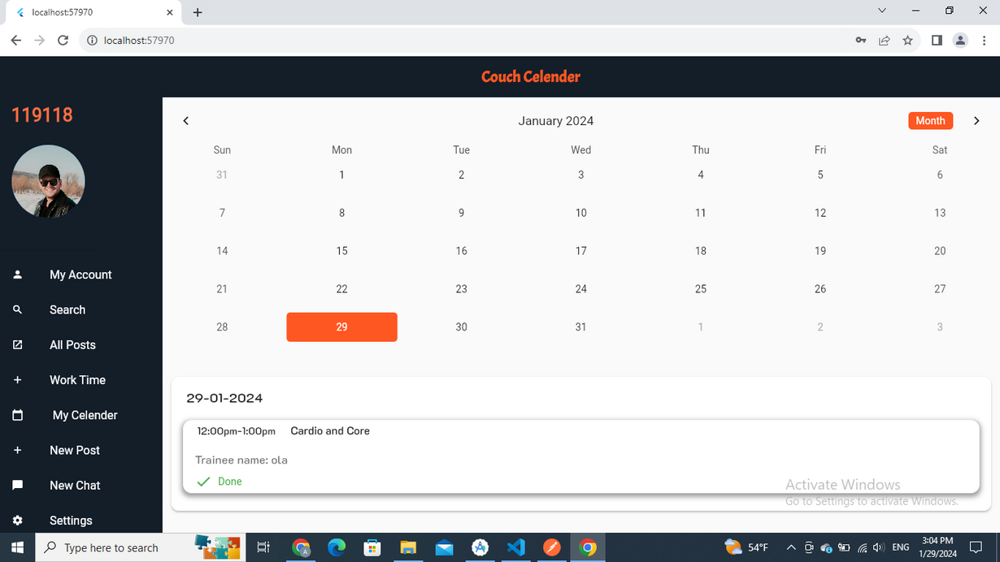 localhost:57970
localhost:57970
Couch Celender
119118
My Account
Search
All Posts
Work Time
My Celender
New Post
New Chat
Settings
January 2024
Month
Sun Mon Tue Wed Thu Fri Sat
31 1 2 3 4 5 6
7 8 9 10 11 12 13
14 15 16 17 18 19 20
21 22 23 24 25 26 27
28 29 30 31 1 2 3
29-01-2024
12:00pm-1:00pm Cardio and Core
Trainee name: ola
Done
Activate Windows
Go to Settings to activate Windows.
Type here to search
54°F
ENG
3:04 PM
1/29/2024